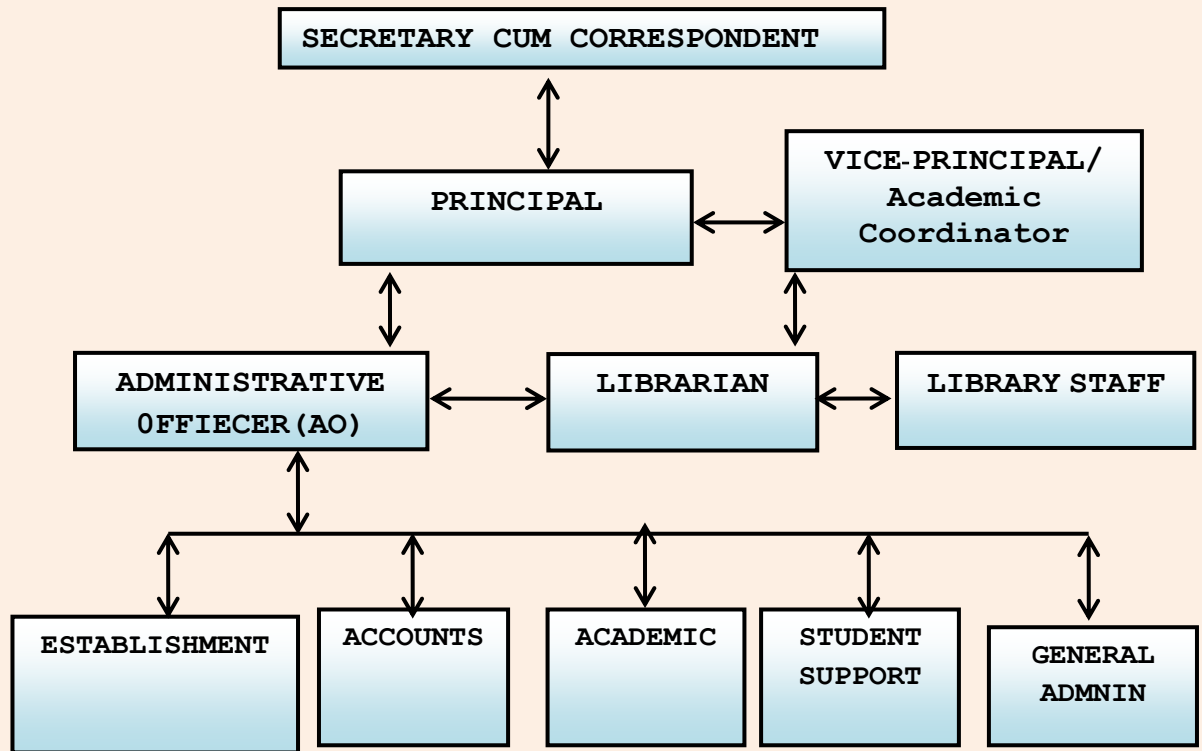 SECRETARY CUM CORRESPONDENT
VICE-PRINCIPAL/
Academic
Coordinator
PRINCIPAL
ADMINISTRATIVE
0FFIECER(AO)
LIBRARIAN
LIBRARY STAFF
ESTABLISHMENT
ACCOUNTS
ACADEMIC
STUDENT
SUPPORT
GENERAL
ADMNIN